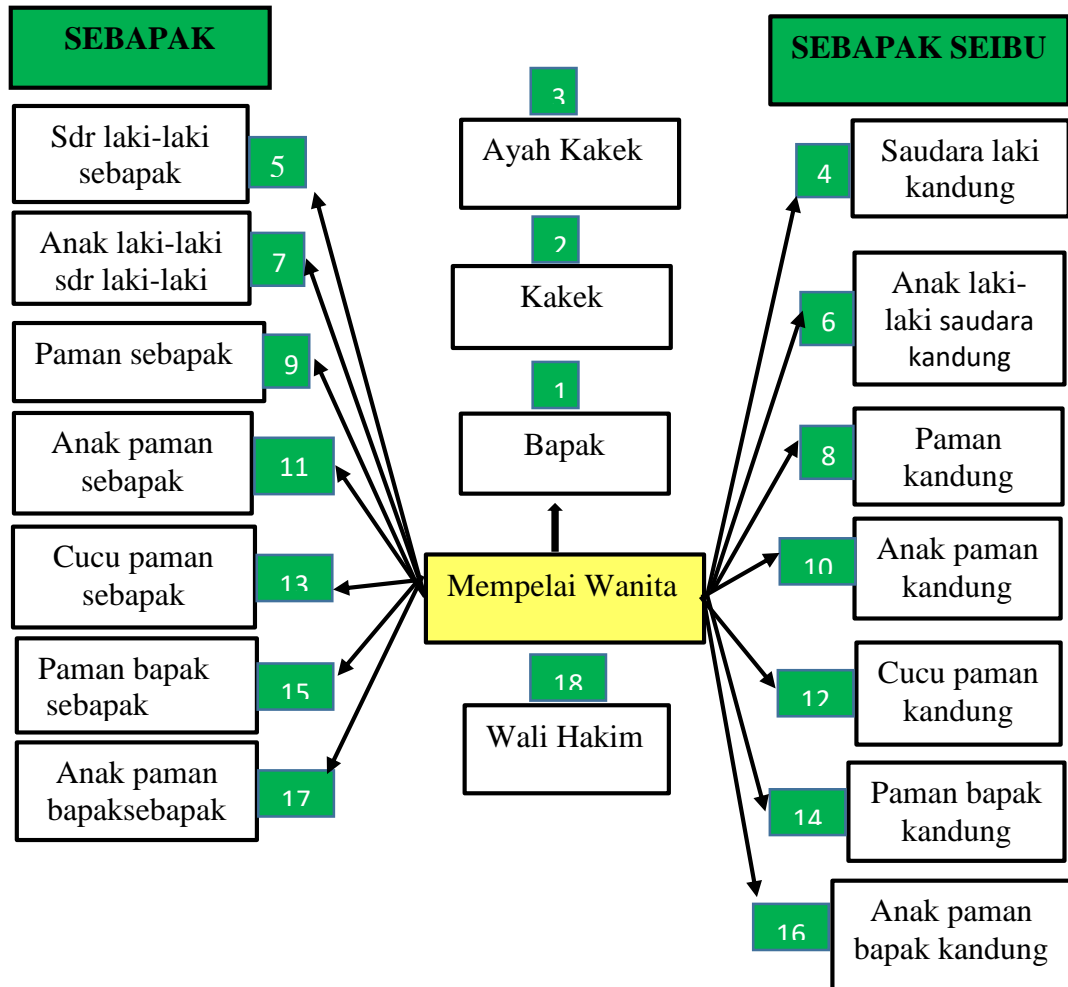 SEBAPAK
Sdr laki-laki
sebapak
5
Anak laki-laki
sdr laki-laki
7
Paman sebapak
9
Anak paman
sebapak
11
Cucu paman
sebapak
13
Paman bapak
sebapak
15
Anak paman
bapaksebapak
17
3
Ayah Kakek
2
Kakek
1
Bapak
Mempelai Wanita
18
Wali Hakim
SEBAPAK SEIBU
4
Saudara laki
kandung
6
Anak laki-
laki saudara
kandung
8
Paman
kandung
10
Anak paman
kandung
12
Cucu paman
kandung
14
Paman bapak
kandung
16
Anak paman
bapak kandung